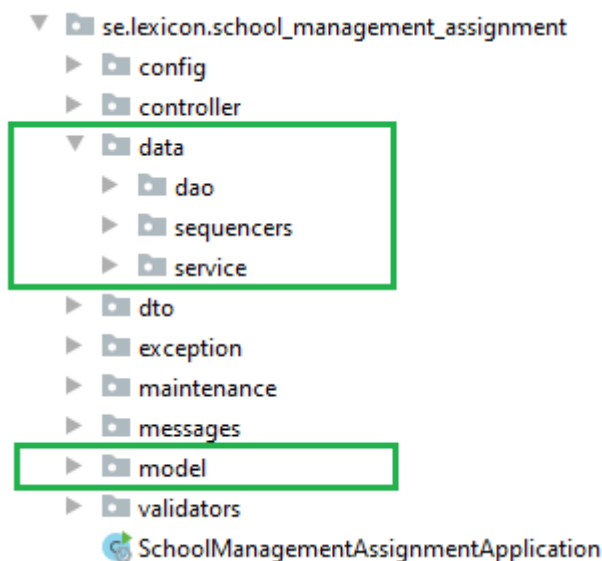 se.lexicon.school_management_assignment
config
controller
data
dao
sequencers
service
dto
exception
maintenance
messages
model
validators
SchoolManagementAssignmentApplication